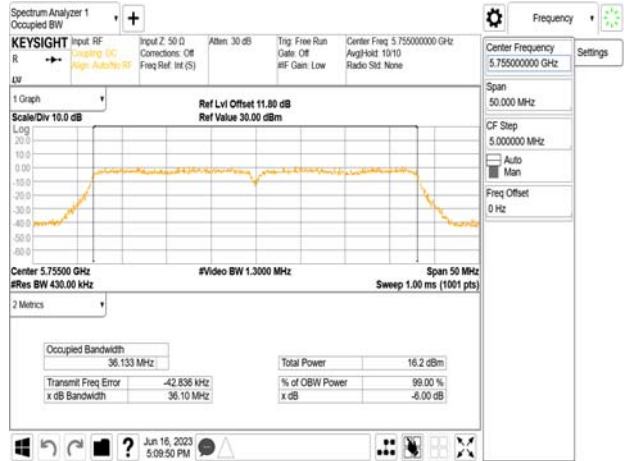 Spectrum Analyzer 1
Occupied BW
+
Frequency
KEYSIGHT
R
LXI
Input: RF
Coupling: DC
Align: Auto/No RF
Input Z: 50 Ω
Corrections: Off
Freq Ref: Int (S)
Atten: 30 dB
Trig: Free Run
Gate: Off
#IF Gain: Low
Center Freq: 5.755000000 GHz
Avg|Hold: 10/10
Radio Std: None
Center Frequency
5.755000000 GHz
Settings
Span
50.000 MHz
CF Step
5.000000 MHz
Auto
Man
Freq Offset
0 Hz
1 Graph
Scale/Div 10.0 dB
Ref Lvl Offset 11.80 dB
Ref Value 30.00 dBm
Log
20.0
10.0
0.00
-10.0
-20.0
-30.0
-40.0
-50.0
-60.0
Center 5.75500 GHz
#Video BW 1.3000 MHz
Span 50 MHz
#Res BW 430.00 kHz
Sweep 1.00 ms (1001 pts)
2 Metrics
Occupied Bandwidth
36.133 MHz
Total Power 16.2 dBm
Transmit Freq Error -42.836 kHz
% of OBW Power 99.00 %
x dB Bandwidth 36.10 MHz
x dB -6.00 dB
?
Jun 16, 2023
5:09:50 PM